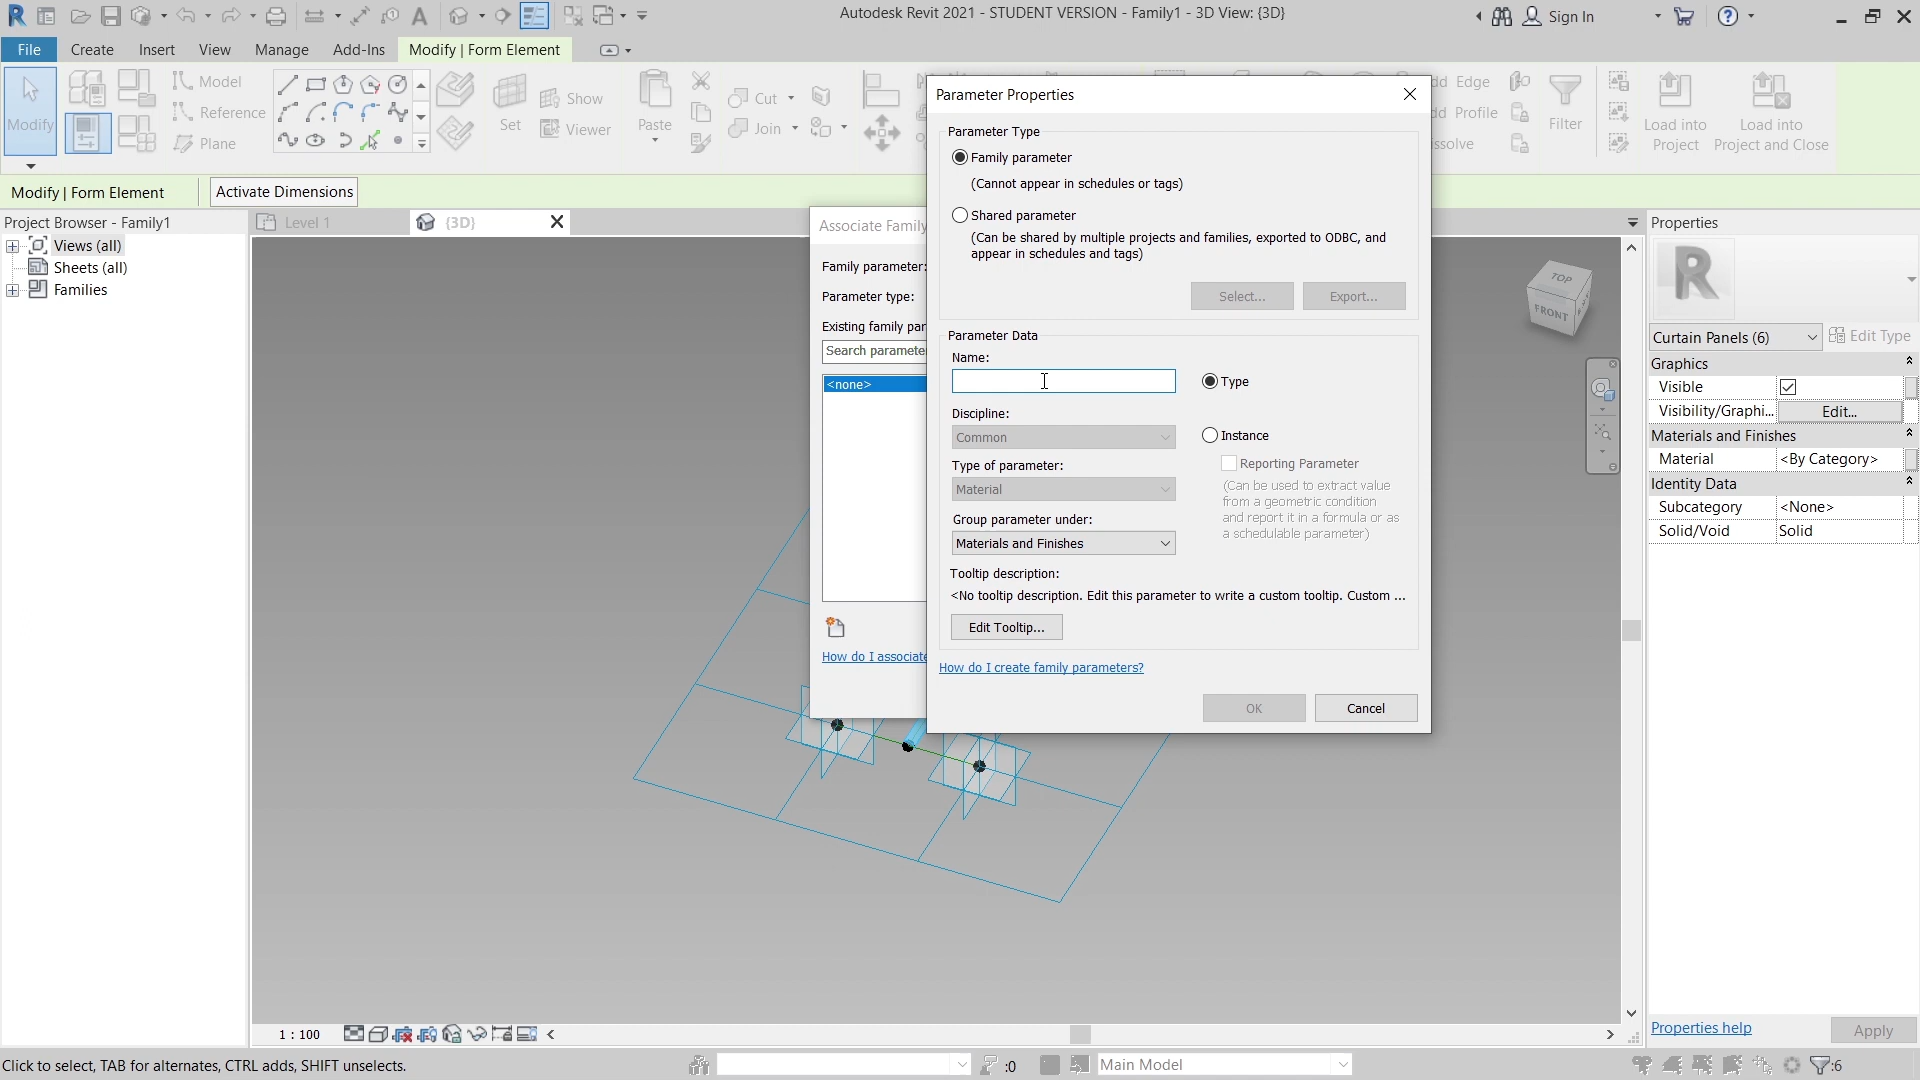 Autodesk Revit 2021 - STUDENT VERSION - Family1 - 3D View: {3D}
Sign In
File
Create
Insert
View
Manage
Add-Ins
Modify | Form Element
Modify
Model
Reference
Plane
Set
Show
Viewer
Paste
Cut
Join
Edge
Profile
Filter
Load into
Project
Load into
Project and Close
Modify | Form Element
Activate Dimensions
Project Browser - Family1
Views (all)
Sheets (all)
Families
Level 1
{3D}
Associate Family
Family parameter:
Parameter type:
Existing family par
Search paramete
<none>
How do I associate
Parameter Properties
Parameter Type
Family parameter
(Cannot appear in schedules or tags)
Shared parameter
(Can be shared by multiple projects and families, exported to ODBC, and
appear in schedules and tags)
Select...
Export...
Parameter Data
Name:
Type
Discipline:
Common
Instance
Type of parameter:
Reporting Parameter
Material
(Can be used to extract value
from a geometric condition
and report it in a formula or as
a schedulable parameter)
Group parameter under:
Materials and Finishes
Tooltip description:
<No tooltip description. Edit this parameter to write a custom tooltip. Custom ...
Edit Tooltip...
How do I create family parameters?
OK
Cancel
TOP
FRONT
Properties
R
Curtain Panels (6)
Edit Type
Graphics
Visible
Visibility/Graphi...
Edit...
Materials and Finishes
Material
<By Category>
Identity Data
Subcategory
<None>
Solid/Void
Solid
Properties help
Apply
1 : 100
Click to select, TAB for alternates, CTRL adds, SHIFT unselects.
:0
Main Model
:6